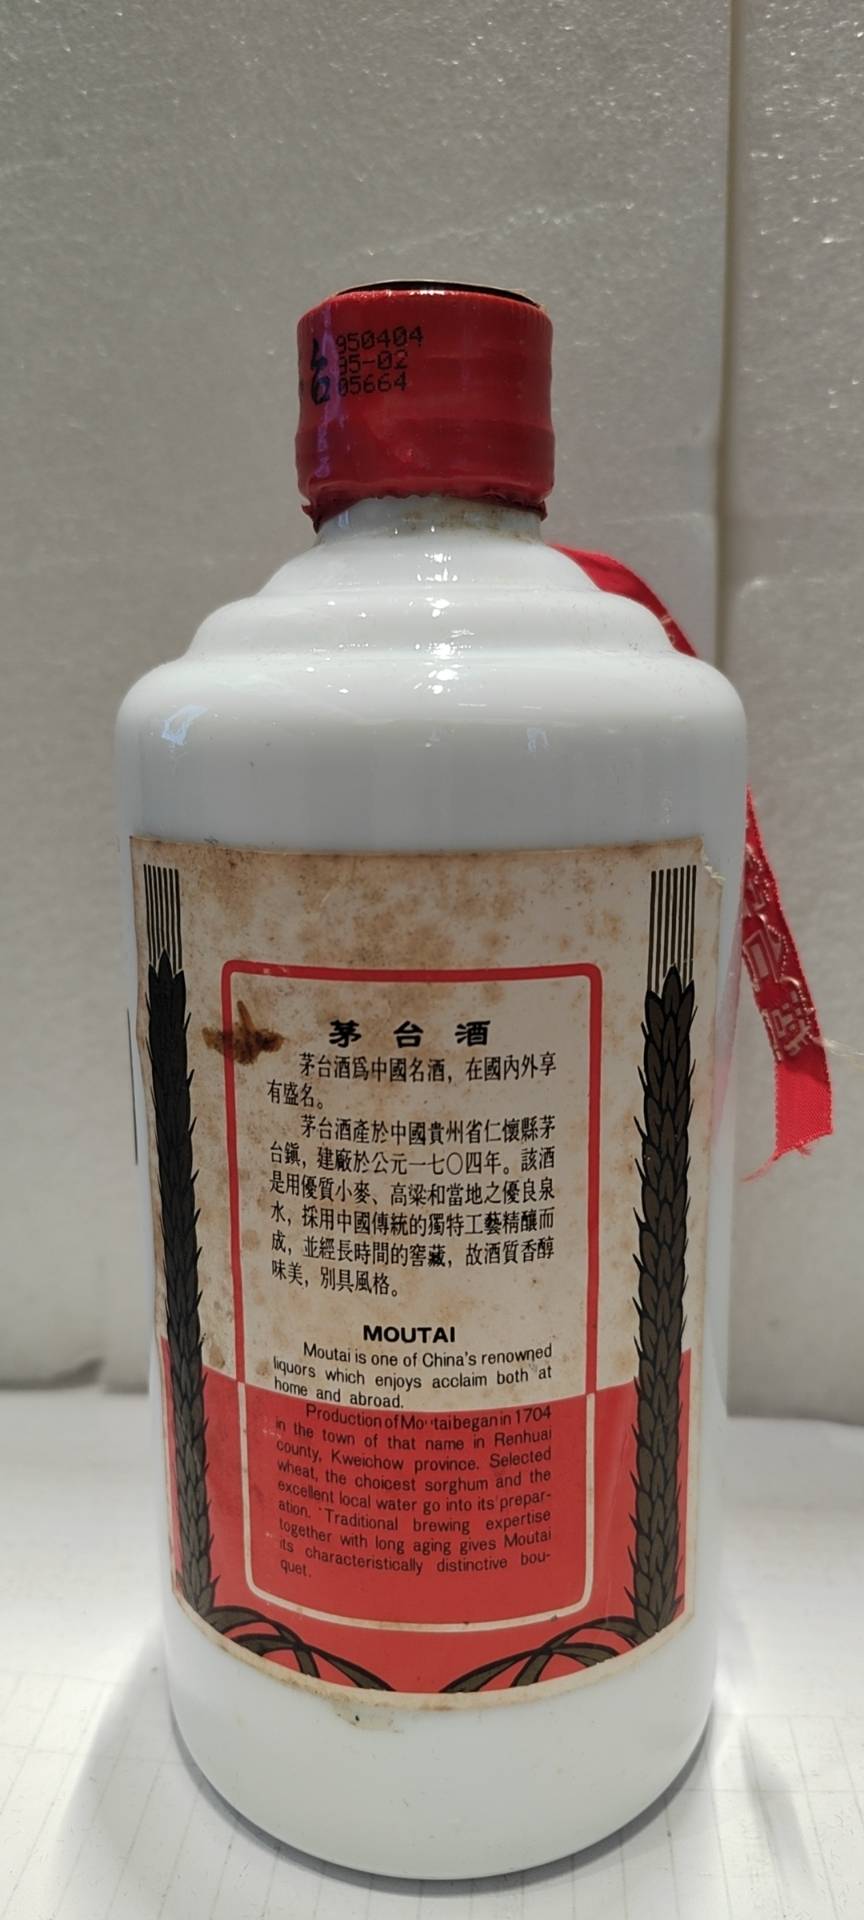 台
950404
95-02
05664
茅台酒
茅台酒爲中國名酒，在國內外享
有盛名。
茅台酒產於中國貴州省仁懷縣茅
台鎭，建廠於公元一七〇四年。該酒
是用優質小麥、高粱和當地之優良泉
水，採用中國傳統的獨特工藝精釀而
成，並經長時間的窖藏，故酒質香醇
味美，別具風格。
MOUTAI
Moutai is one of China's renowned
liquors which enjoys acclaim both at
home and abroad.
Production of Moutai began in 1704
in the town of that name in Renhuai
county, Kweichow province. Selected
wheat, the choicest sorghum and the
excellent local water go into its prepar-
ation. Traditional brewing expertise
together with long aging gives Moutai
its characteristically distinctive bou-
quet.